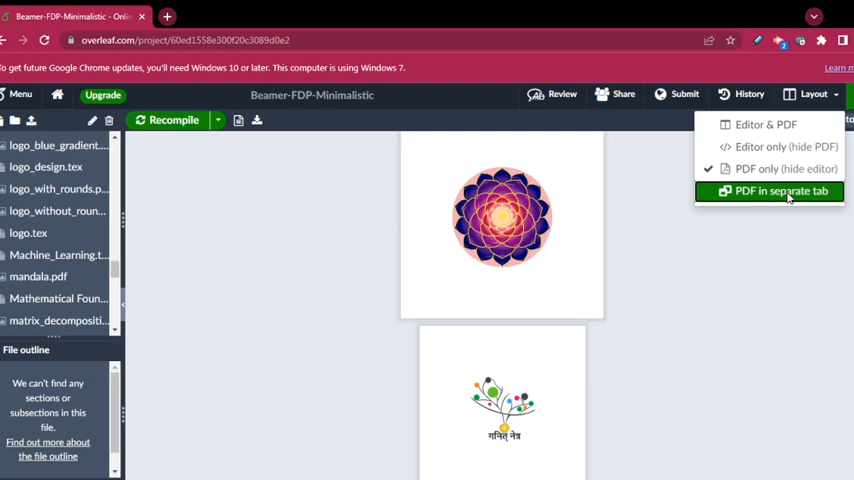 Beamer-FDP-Minimalistic - Onlin
overleaf.com/project/60ed1558e300f20c3089d0e2
To get future Google Chrome updates, you'll need Windows 10 or later. This computer is using Windows 7.
Learn m
Menu
Upgrade
Beamer-FDP-Minimalistic
Review
Share
Submit
History
Layout
Recompile
Editor & PDF
Editor only (hide PDF)
PDF only (hide editor)
PDF in separate tab
logo_blue_gradient....
logo_design.tex
logo_with_rounds.p...
logo_without_roun...
logo.tex
Machine_Learning.t...
mandala.pdf
Mathematical Foun...
matrix_decompositi...
File outline
We can't find any
sections or
subsections in this
file.
Find out more about
the file outline
गनित् नेत्र